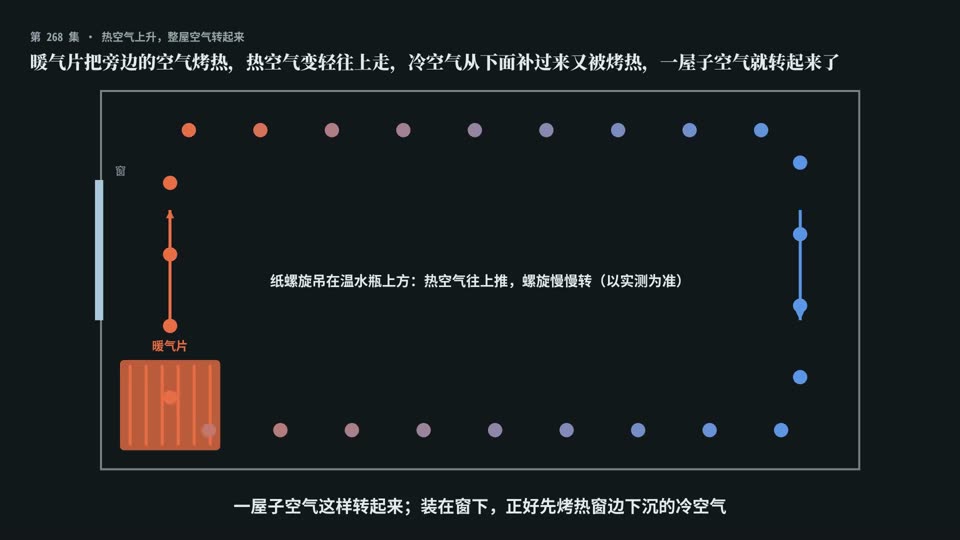 第 268 集 · 热空气上升，整屋空气转起来
暖气片把旁边的空气烤热，热空气变轻往上走，冷空气从下面补过来又被烤热，一屋子空气就转起来了
窗
纸螺旋吊在温水瓶上方：热空气往上推，螺旋慢慢转（以实测为准）
暖气片
一屋子空气这样转起来；装在窗下，正好先烤热窗边下沉的冷空气